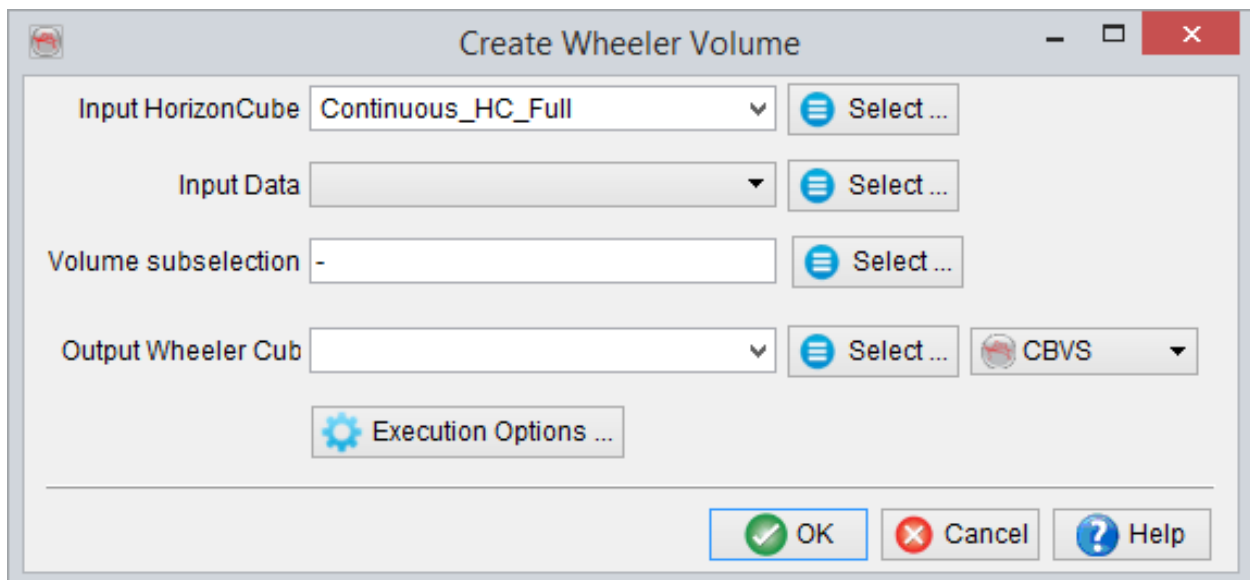 Create Wheeler Volume
Input HorizonCube Continuous_HC_Full Select ...
Input Data Select ...
Volume subselection - Select ...
Output Wheeler Cub Select ... CBVS
Execution Options ...
OK Cancel Help